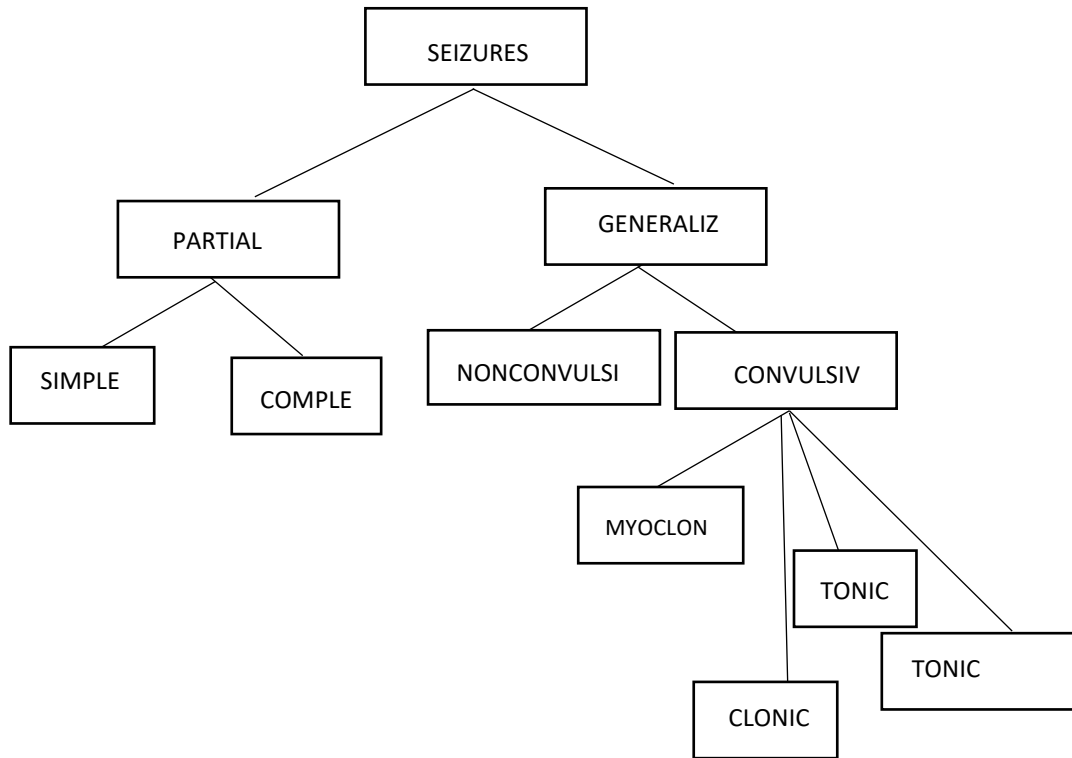 SEIZURES
PARTIAL
GENERALIZ
SIMPLE
COMPLE
NONCONVULSI
CONVULSIV
MYOCLON
TONIC
TONIC
CLONIC